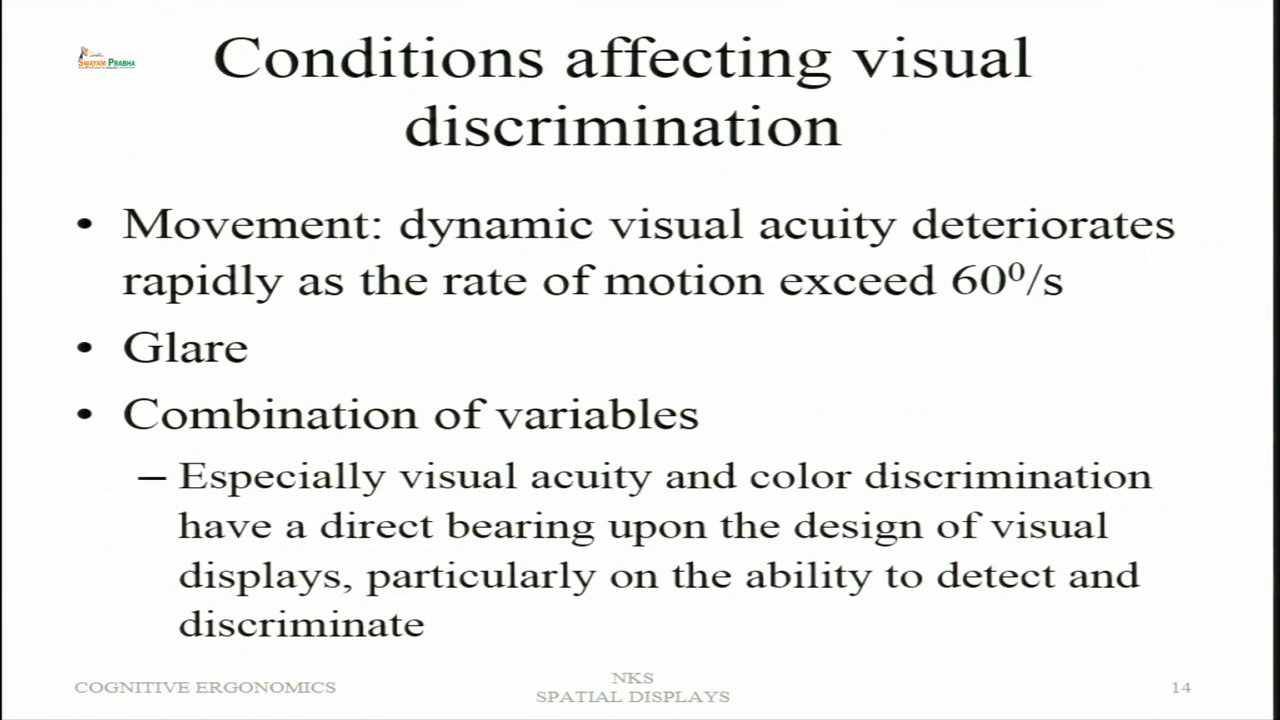 Conditions affecting visual
discrimination
SWAYAM PRABHA
• Movement: dynamic visual acuity deteriorates
rapidly as the rate of motion exceed 60⁰/s
• Glare
• Combination of variables
– Especially visual acuity and color discrimination
have a direct bearing upon the design of visual
displays, particularly on the ability to detect and
discriminate
COGNITIVE ERGONOMICS
NKS
SPATIAL DISPLAYS
14